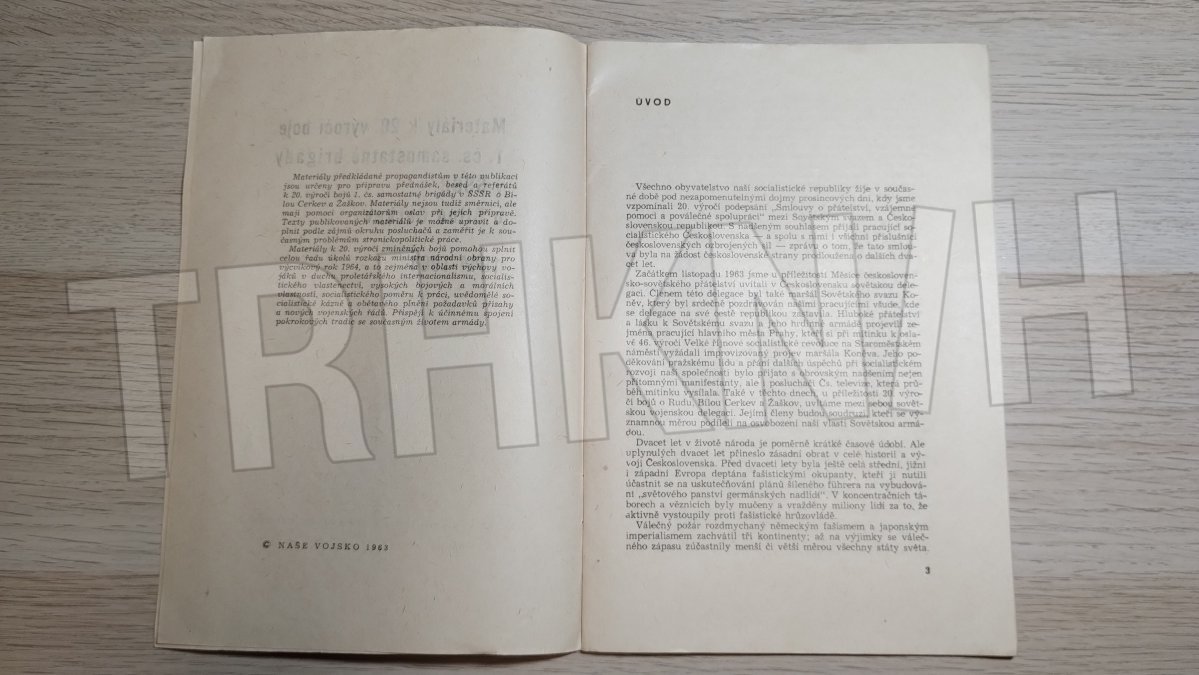 Materiály k 20. výročí boje
1. čs. samostatné brigády
Materiály předkládané propagandistům v této publikaci
jsou určeny pro přípravu přednášek, besed a referátů
k 20. výročí bojů 1. čs. samostatné brigády v SSSR o Bí-
lou Cerkev a Žaškov. Materiály nejsou tudíž směrnicí, ale
mají pomoci organizátorům oslav při jejich přípravě.
Texty publikovaných materiálů je možné upravit a do-
plnit podle zájmů okruhu posluchačů a zaměřit je k sou-
časným problémům stranickopolitické práce.
Materiály k 20. výročí zmíněných bojů pomohou splnit
celou řadu úkolů rozkazu ministra národní obrany pro
výcvikový rok 1964, a to zejména v oblasti výchovy vo-
jáků v duchu proletářského internacionalismu, socialis-
tického vlastenectví, vysokých bojových a morálních
vlastností, socialistického poměru k práci, uvědomělé so-
cialistické kázně a obětavého plnění požadavků přísahy
a nových vojenských řádů. Přispějí k účinnému spojení
pokrokových tradic se současným životem armády.
© NAŠE VOJSKO 1963
ÚVOD
Všechno obyvatelstvo naší socialistické republiky žije v součas-
né době pod nezapomenutelnými dojmy prosincových dní, kdy jsme
vzpomínali 20. výročí podepsání „Smlouvy o přátelství, vzájemné
pomoci a poválečné spolupráci" mezi Sovětským svazem a Česko-
slovenskou republikou. S nadšeným souhlasem přijali pracující so-
cialistického Československa — a spolu s nimi i všichni příslušníci
československých ozbrojených sil — zprávu o tom, že tato smlou-
va byla na žádost československé strany prodloužena o dalších dva-
cet let.
Začátkem listopadu 1963 jsme u příležitosti Měsíce českosloven-
sko-sovětského přátelství uvítali v Československu sovětskou dele-
gaci. Členem této delegace byl také maršál Sovětského svazu Ko-
něv, který byl srdečně pozdravován našimi pracujícími všude, kde
se delegace na své cestě republikou zastavila. Hluboké přátelství
a lásku k Sovětskému svazu a jeho hrdinné armádě projevili ze-
jména pracující hlavního města Prahy, kteří si při mítinku k osla-
vě 46. výročí Velké říjnové socialistické revoluce na Staroměstském
náměstí vyžádali improvizovaný projev maršála Koněva. Jeho po-
děkování pražskému lidu a přání dalších úspěchů při socialistickém
rozvoji naší společnosti bylo přijato s obrovským nadšením nejen
přítomnými manifestanty, ale i posluchači Čs. televize, která prů-
běh mítinku vysílala. Také v těchto dnech, u příležitosti 20. výro-
čí bojů o Rudu, Bílou Cerkev a Žaškov, uvítáme mezi sebou sovět-
skou vojenskou delegaci. Jejími členy budou soudruzi, kteří se vý-
znamnou měrou podíleli na osvobození naší vlasti Sovětskou armá-
dou.
Dvacet let v životě národa je poměrně krátké časové údobí. Ale
uplynulých dvacet let přineslo zásadní obrat v celé historii a vý-
voji Československa. Před dvaceti lety byla ještě celá střední, jižní
i západní Evropa deptána fašistickými okupanty, kteří ji nutili
účastnit se na uskutečňování plánů šíleného führera na vybudová-
ní „světového panství germánských nadlidí". V koncentračních tá-
borech a věznicích byly mučeny a vražděny miliony lidí za to, že
aktivně vystoupily proti fašistické hrůzovládě.
Válečný požár rozdmychaný německým fašismem a japonským
imperialismem zachvátil tři kontinenty; až na výjimky se váleč-
ného zápasu zúčastnily menší či větší měrou všechny státy světa.
3
TRHKNIH